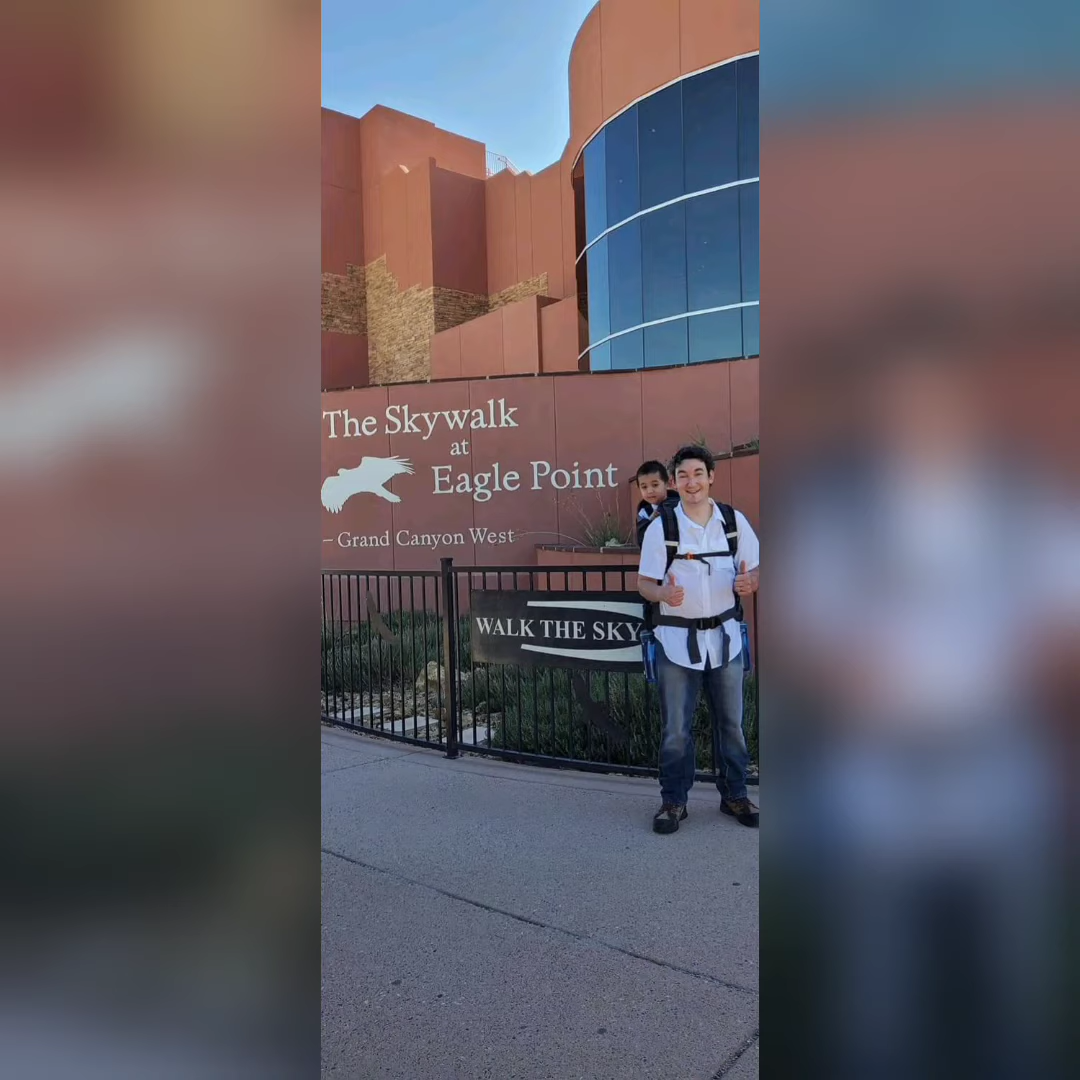 The Skywalk
at
Eagle Point
– Grand Canyon West
WALK THE SKY